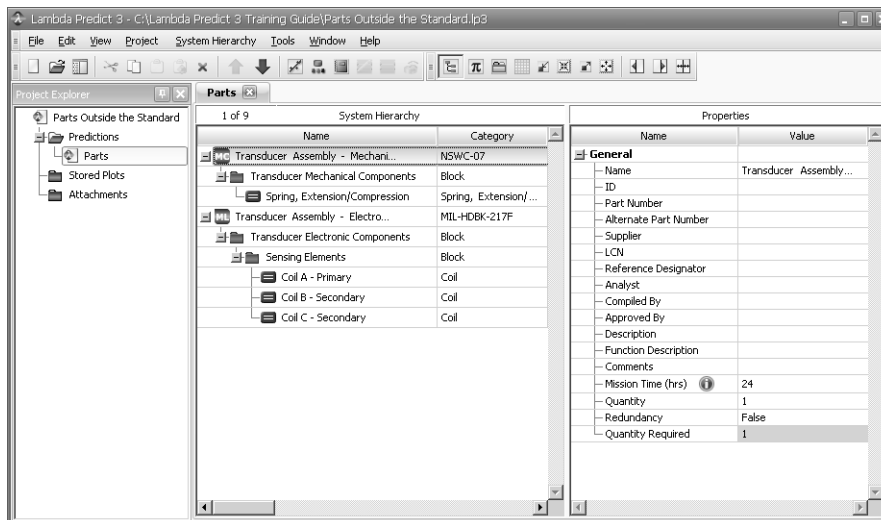 Lambda Predict 3 - C:\Lambda Predict 3 Training Guide\Parts Outside the Standard.lp3
File Edit View Project System Hierarchy Tools Window Help
Project Explorer
Parts Outside the Standard
Predictions
Parts
Stored Plots
Attachments
Parts
1 of 9 System Hierarchy
Name Category
MC Transducer Assembly - Mechani... NSWC-07
Transducer Mechanical Components Block
Spring, Extension/Compression Spring, Extension/...
ML Transducer Assembly - Electro... MIL-HDBK-217F
Transducer Electronic Components Block
Sensing Elements Block
Coil A - Primary Coil
Coil B - Secondary Coil
Coil C - Secondary Coil
Properties
Name Value
General
Name Transducer Assembly...
ID
Part Number
Alternate Part Number
Supplier
LCN
Reference Designator
Analyst
Compiled By
Approved By
Description
Function Description
Comments
Mission Time (hrs) 24
Quantity 1
Redundancy False
Quantity Required 1